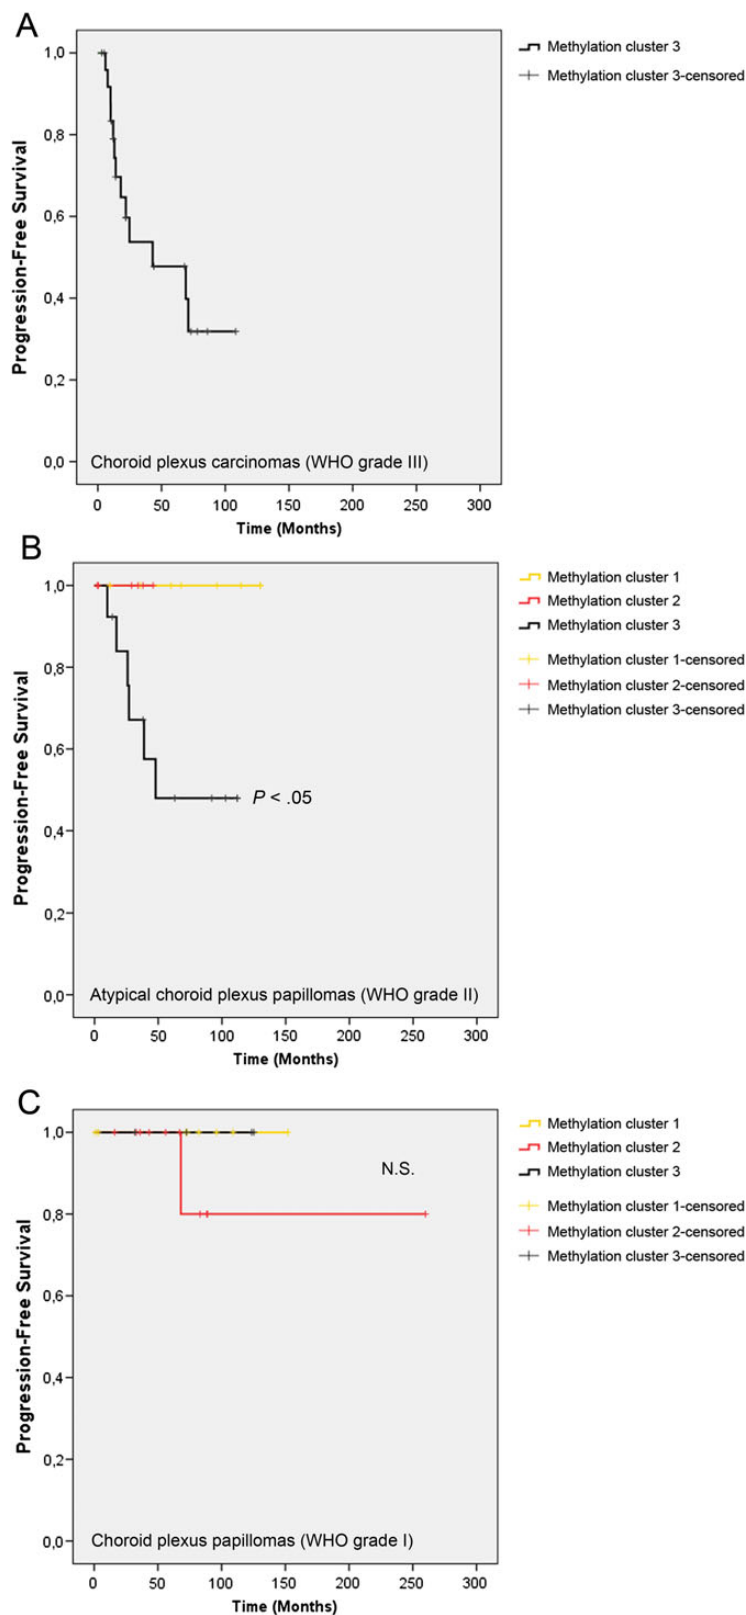 A
Methylation cluster 3
Methylation cluster 3-censored
Progression-Free Survival
1,0
0,8
0,6
0,4
0,2
0,0
Choroid plexus carcinomas (WHO grade III)
0 50 100 150 200 250 300
Time (Months)
B
Methylation cluster 1
Methylation cluster 2
Methylation cluster 3
Methylation cluster 1-censored
Methylation cluster 2-censored
Methylation cluster 3-censored
Progression-Free Survival
1,0
0,8
0,6
0,4
0,2
0,0
P < .05
Atypical choroid plexus papillomas (WHO grade II)
0 50 100 150 200 250 300
Time (Months)
C
Methylation cluster 1
Methylation cluster 2
Methylation cluster 3
Methylation cluster 1-censored
Methylation cluster 2-censored
Methylation cluster 3-censored
Progression-Free Survival
1,0
0,8
0,6
0,4
0,2
0,0
N.S.
Choroid plexus papillomas (WHO grade I)
0 50 100 150 200 250 300
Time (Months)